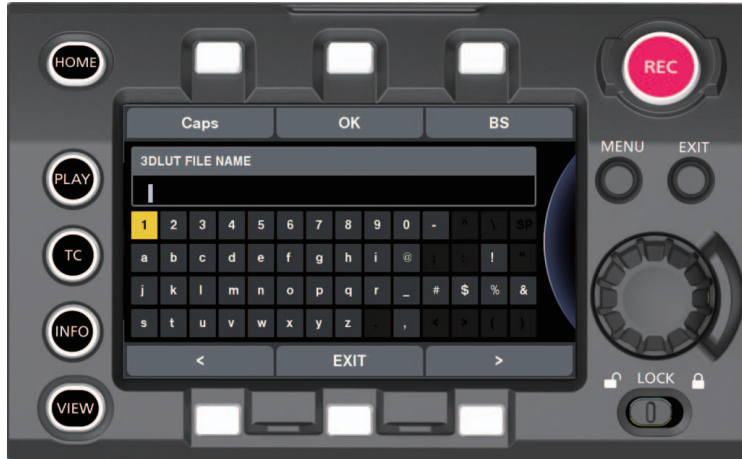 HOME
REC
Caps OK BS
MENU EXIT
3DLUT FILE NAME
PLAY
1 2 3 4 5 6 7 8 9 0 - ^ \ SP
TC
a b c d e f g h i @ ; : ! "
j k l m n o p q r _ # $ % &
INFO
s t u v w x y z . , < > ( )
< EXIT >
LOCK
VIEW
0